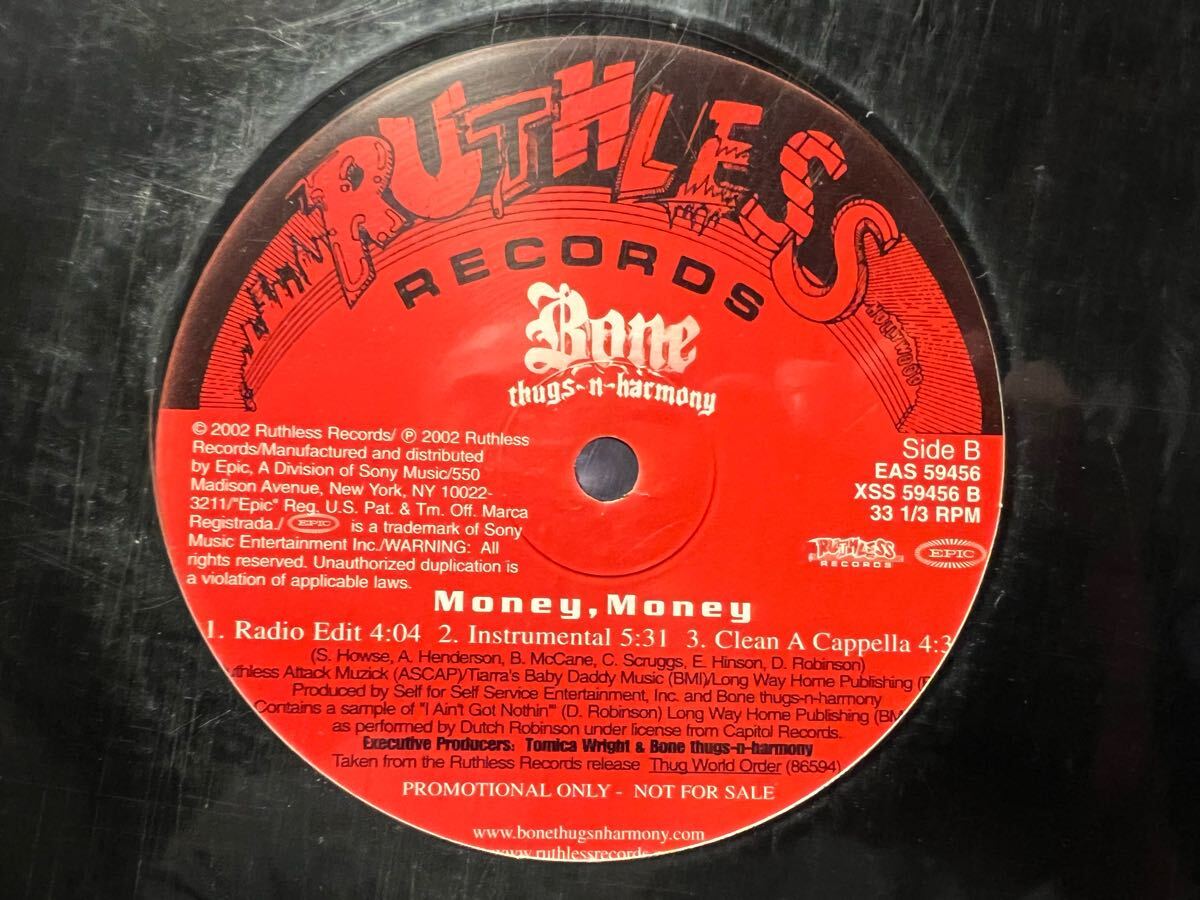 RUTHLESS
RECORDS
HOLLYWOOD
Bone
thugs-n-harmony
© 2002 Ruthless Records/ ℗ 2002 Ruthless
Records/Manufactured and distributed
by Epic, A Division of Sony Music/550
Madison Avenue, New York, NY 10022-
3211/"Epic" Reg. U.S. Pat. & Tm. Off. Marca
Registrada./ EPIC is a trademark of Sony
Music Entertainment Inc./WARNING: All
rights reserved. Unauthorized duplication is
a violation of applicable laws.
Side B
EAS 59456
XSS 59456 B
33 1/3 RPM
RUTHLESS
RECORDS
EPIC
Money, Money
1. Radio Edit 4:04 2. Instrumental 5:31 3. Clean A Cappella 4:3
(S. Howse, A. Henderson, B. McCane, C. Scruggs, E. Hinson, D. Robinson)
uthless Attack Muzick (ASCAP)/Tiarra's Baby Daddy Music (BMI)/Long Way Home Publishing (
Produced by Self for Self Service Entertainment, Inc. and Bone thugs-n-harmony
Contains a sample of "I Ain't Got Nothin'" (D. Robinson) Long Way Home Publishing (BM
as performed by Dutch Robinson under license from Capitol Records.
Executive Producers: Tomica Wright & Bone thugs-n-harmony
Taken from the Ruthless Records release Thug World Order (86594)
PROMOTIONAL ONLY - NOT FOR SALE
www.bonethugsnharmony.com
www.ruthlessrecords